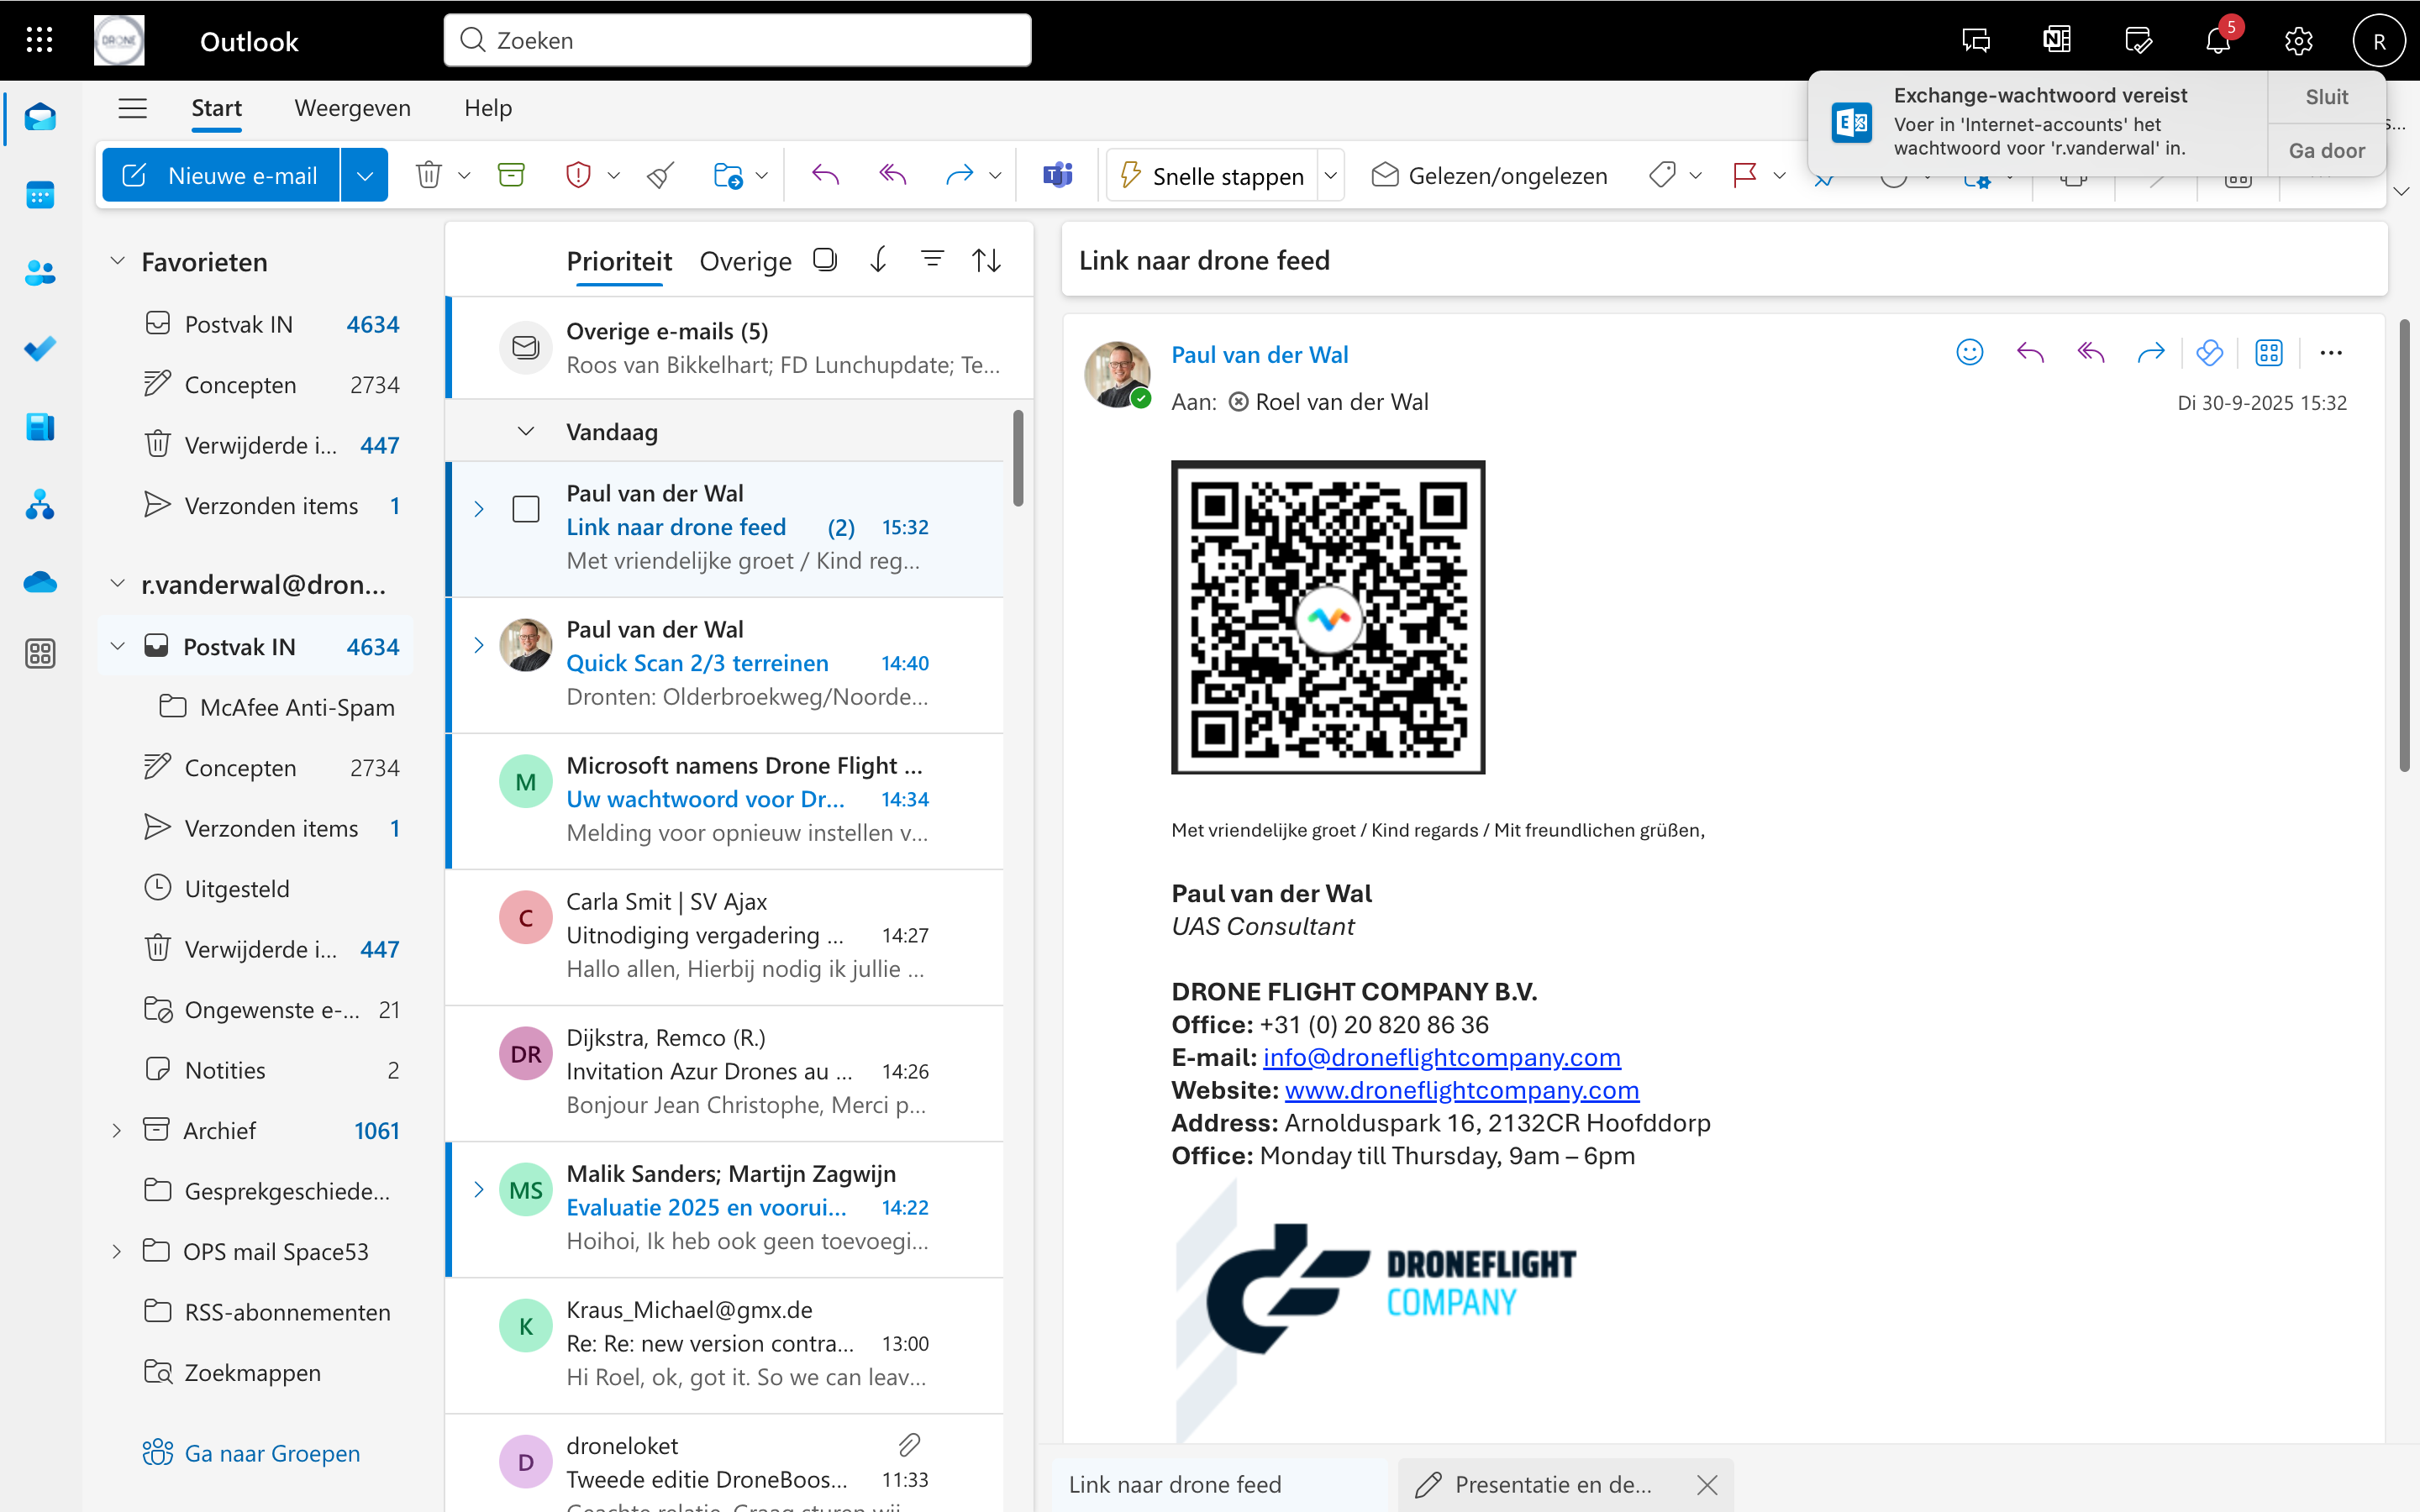 DRONE
Outlook
Zoeken
5
R
Exchange-wachtwoord vereist
Voer in 'Internet-accounts' het
wachtwoord voor 'r.vanderwal' in.
Sluit
Ga door
Start
Weergeven
Help
Nieuwe e-mail
Snelle stappen
Gelezen/ongelezen
Favorieten
Postvak IN 4634
Concepten 2734
Verwijderde i... 447
Verzonden items 1
r.vanderwal@dron...
Postvak IN 4634
McAfee Anti-Spam
Concepten 2734
Verzonden items 1
Uitgesteld
Verwijderde i... 447
Ongewenste e-... 21
Notities 2
Archief 1061
Gesprekgeschiede...
OPS mail Space53
RSS-abonnementen
Zoekmappen
Ga naar Groepen
Prioriteit Overige
Overige e-mails (5)
Roos van Bikkelhart; FD Lunchupdate; Te...
Vandaag
Paul van der Wal
Link naar drone feed (2) 15:32
Met vriendelijke groet / Kind reg...
Paul van der Wal
Quick Scan 2/3 terreinen 14:40
Dronten: Olderbroekweg/Noorde...
M
Microsoft namens Drone Flight ...
Uw wachtwoord voor Dr... 14:34
Melding voor opnieuw instellen v...
C
Carla Smit | SV Ajax
Uitnodiging vergadering ... 14:27
Hallo allen, Hierbij nodig ik jullie ...
DR
Dijkstra, Remco (R.)
Invitation Azur Drones au ... 14:26
Bonjour Jean Christophe, Merci p...
MS
Malik Sanders; Martijn Zagwijn
Evaluatie 2025 en voorui... 14:22
Hoihoi, Ik heb ook geen toevoegi...
K
Kraus_Michael@gmx.de
Re: Re: new version contra... 13:00
Hi Roel, ok, got it. So we can leav...
D
droneloket
Tweede editie DroneBoos... 11:33
Geachte relatie, Graag sturen wij
Link naar drone feed
Paul van der Wal
Aan: Roel van der Wal
Di 30-9-2025 15:32
Met vriendelijke groet / Kind regards / Mit freundlichen grüßen,
Paul van der Wal
UAS Consultant
DRONE FLIGHT COMPANY B.V.
Office: +31 (0) 20 820 86 36
E-mail: info@droneflightcompany.com
Website: www.droneflightcompany.com
Address: Arnolduspark 16, 2132CR Hoofddorp
Office: Monday till Thursday, 9am – 6pm
DRONEFLIGHT
COMPANY
Link naar drone feed
Presentatie en de...